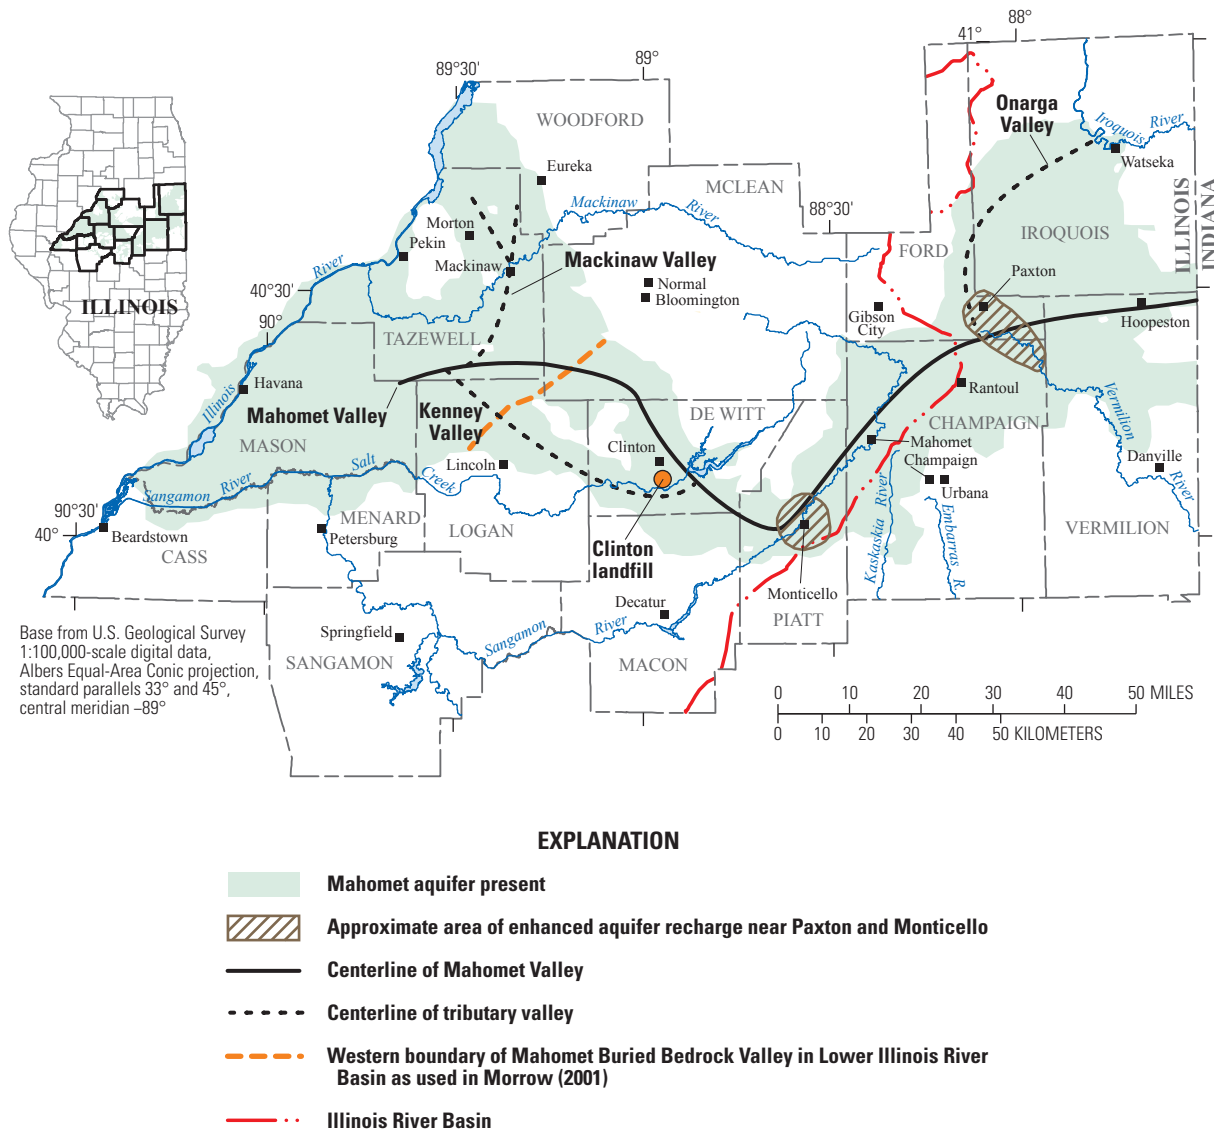 88°
41°
89°
89°30'
Onarga
Valley
Iroquois
River
Watseka
WOODFORD
Eureka
MCLEAN
Mackinaw
River
88°30'
ILLINOIS
INDIANA
Morton
Pekin
Mackinaw
Mackinaw Valley
FORD
IROQUOIS
Paxton
River
40°30'
90°
ILLINOIS
Normal
Bloomington
Gibson
City
Hoopeston
TAZEWELL
Illinois
Havana
Mahomet Valley
Kenney
Valley
DE WITT
Rantoul
CHAMPAIGN
Vermilion
River
MASON
Salt
Creek
Lincoln
Clinton
Mahomet
Champaign
Urbana
Danville
Sangamon
River
90°30'
40°
Beardstown
CASS
MENARD
Petersburg
LOGAN
Clinton
landfill
Kaskaskia River
Embarras R.
VERMILION
Monticello
PIATT
Decatur
Springfield
Sangamon
River
SANGAMON
MACON
Base from U.S. Geological Survey
1:100,000-scale digital data,
Albers Equal-Area Conic projection,
standard parallels 33° and 45°,
central meridian –89°
0 10 20 30 40 50 MILES
0 10 20 30 40 50 KILOMETERS
EXPLANATION
Mahomet aquifer present
Approximate area of enhanced aquifer recharge near Paxton and Monticello
Centerline of Mahomet Valley
Centerline of tributary valley
Western boundary of Mahomet Buried Bedrock Valley in Lower Illinois River
Basin as used in Morrow (2001)
Illinois River Basin